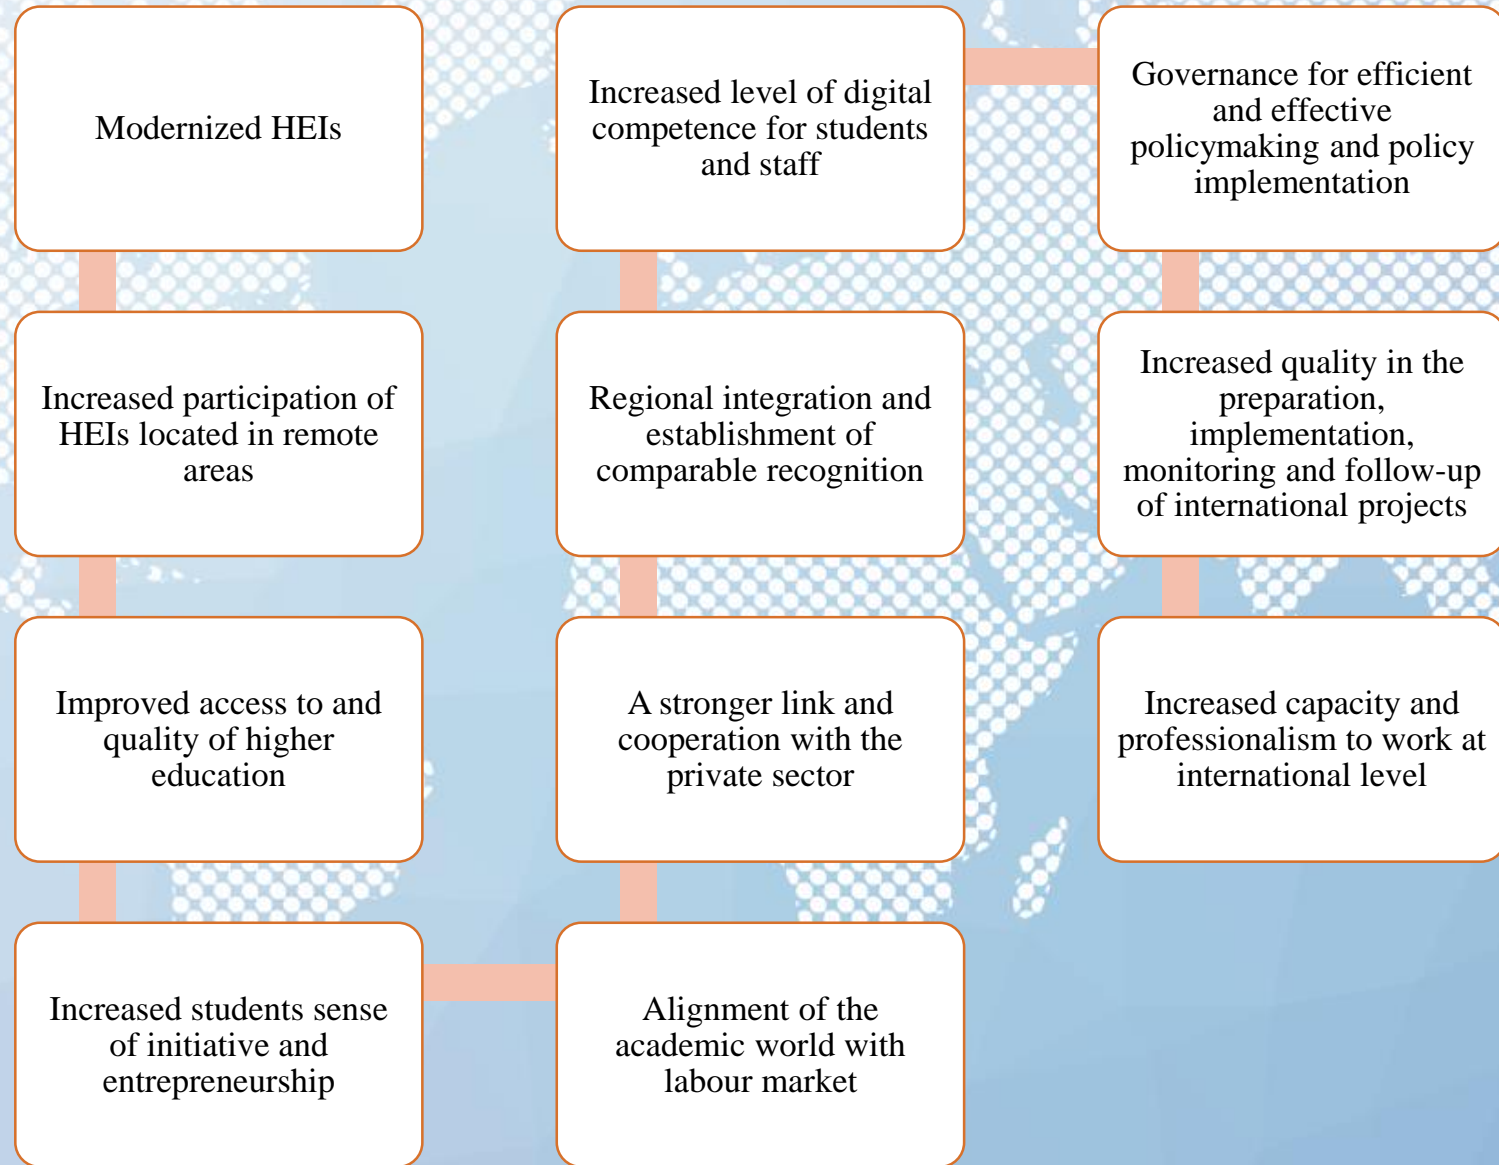 Modernized HEIs
Increased participation of
HEIs located in remote
areas
Improved access to and
quality of higher
education
Increased students sense
of initiative and
entrepreneurship
Alignment of the
academic world with
labour market
A stronger link and
cooperation with the
private sector
Regional integration and
establishment of
comparable recognition
Increased level of digital
competence for students
and staff
Governance for efficient
and effective
policymaking and policy
implementation
Increased quality in the
preparation,
implementation,
monitoring and follow-up
of international projects
Increased capacity and
professionalism to work at
international level